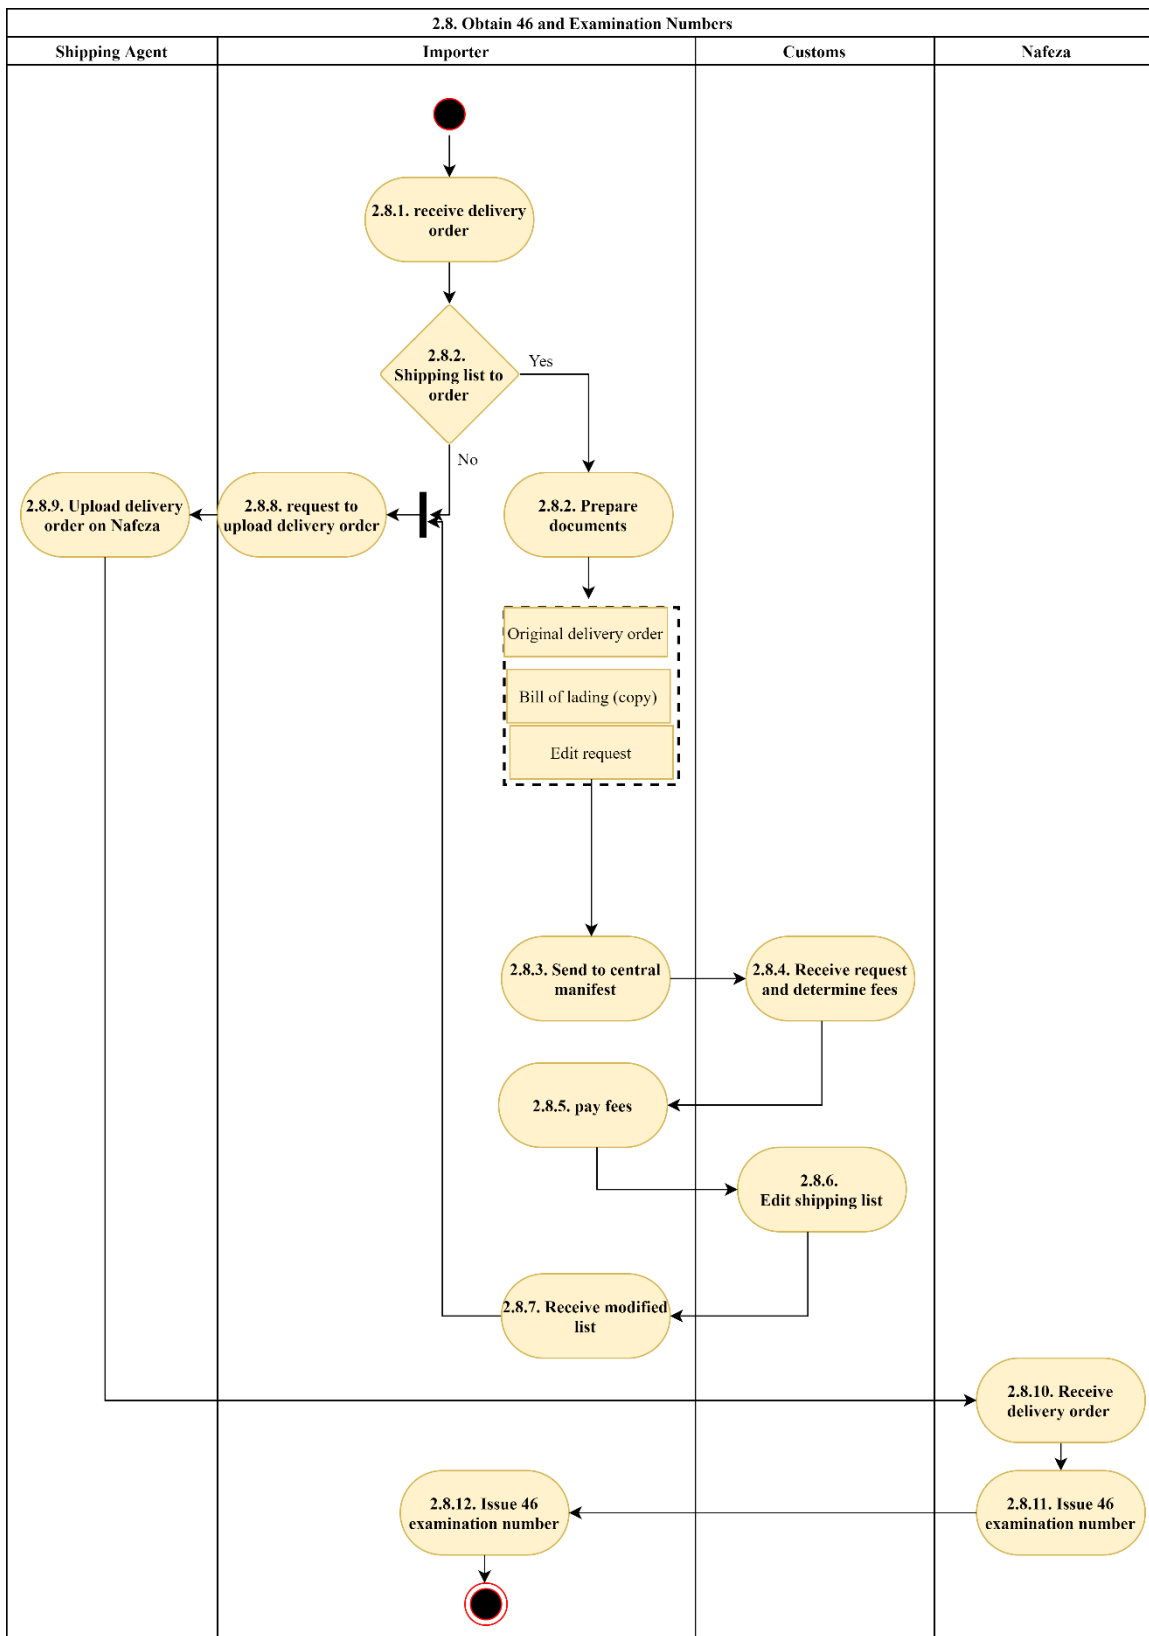 2.8. Obtain 46 and Examination Numbers
Shipping Agent
Importer
Customs
Nafeza
2.8.1. receive delivery
order
2.8.2.
Shipping list to
order
Yes
No
2.8.9. Upload delivery
order on Nafeza
2.8.8. request to
upload delivery order
2.8.2. Prepare
documents
Original delivery order
Bill of lading (copy)
Edit request
2.8.3. Send to central
manifest
2.8.4. Receive request
and determine fees
2.8.5. pay fees
2.8.6.
Edit shipping list
2.8.7. Receive modified
list
2.8.10. Receive
delivery order
2.8.12. Issue 46
examination number
2.8.11. Issue 46
examination number